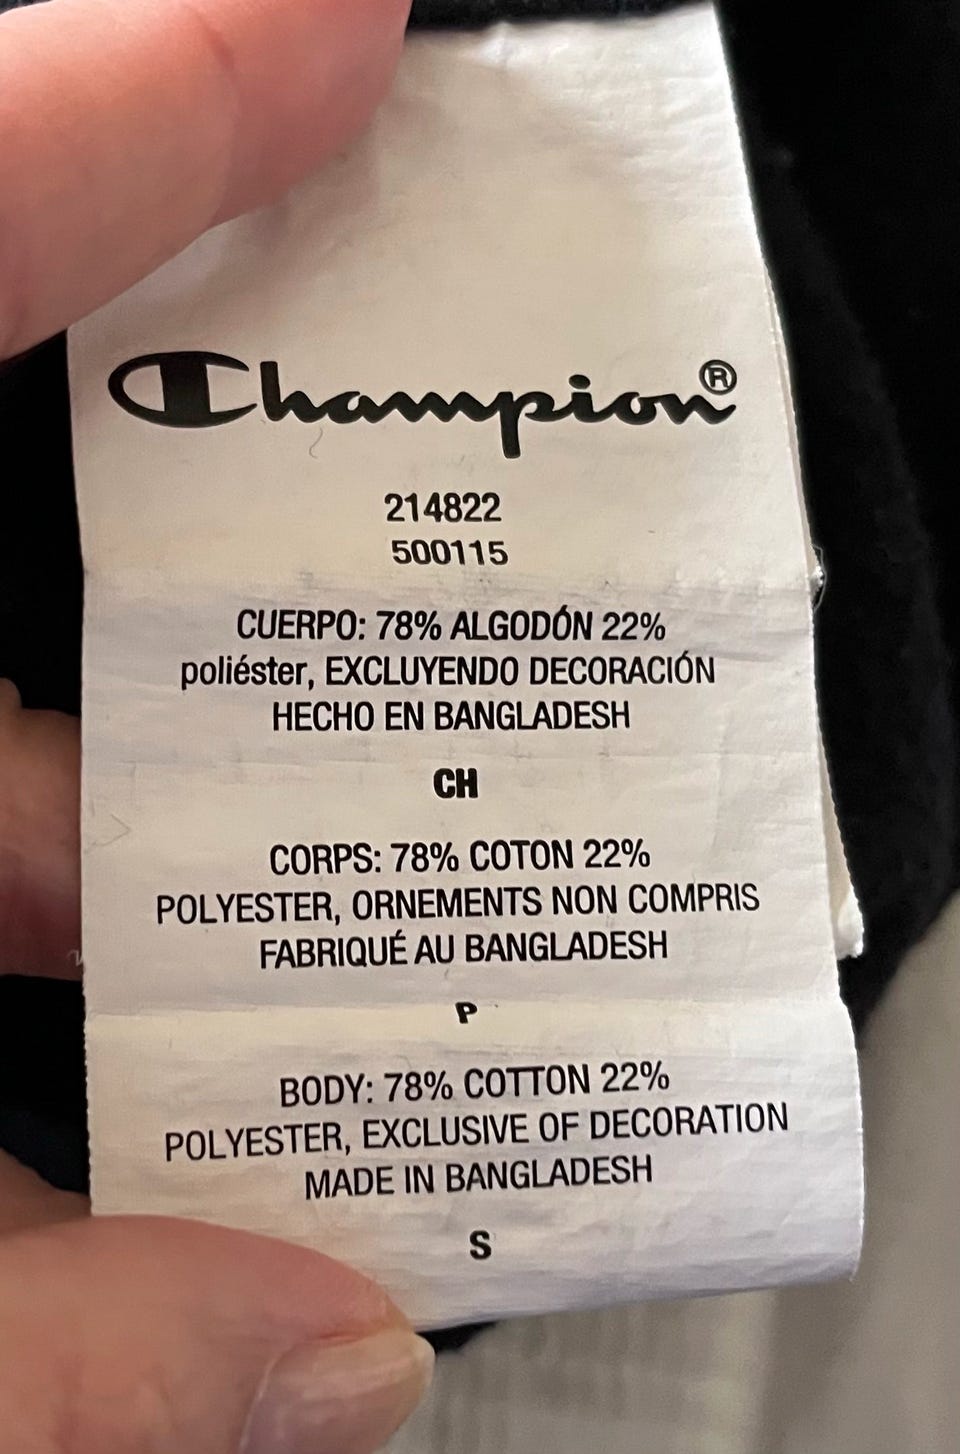 Champion®
214822
500115
CUERPO: 78% ALGODÓN 22%
poliéster, EXCLUYENDO DECORACIÓN
HECHO EN BANGLADESH
CH
CORPS: 78% COTON 22%
POLYESTER, ORNEMENTS NON COMPRIS
FABRIQUÉ AU BANGLADESH
P
BODY: 78% COTTON 22%
POLYESTER, EXCLUSIVE OF DECORATION
MADE IN BANGLADESH
S